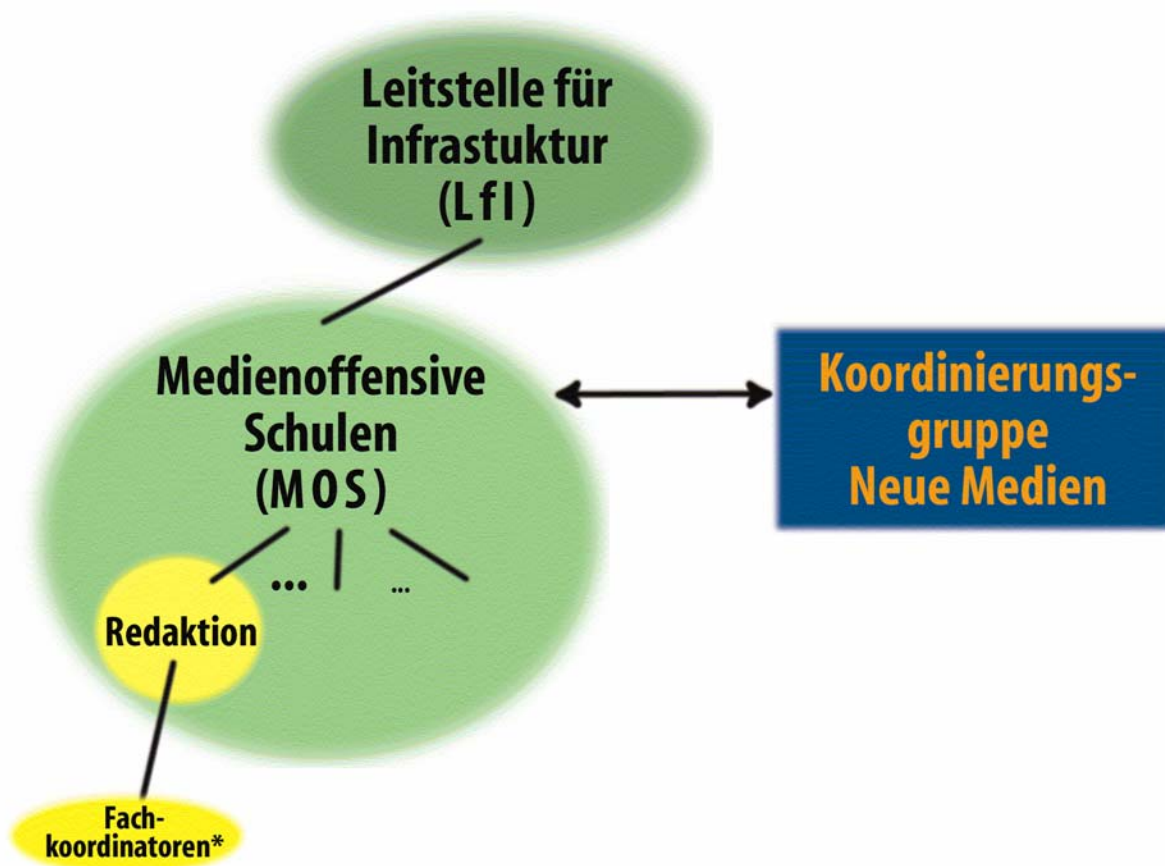 Leitstelle für
Infrastuktur
(LfI)
Medienoffensive
Schulen
(MOS)
Koordinierungs-
gruppe
Neue Medien
... ...
Redaktion
Fach-
koordinatoren*